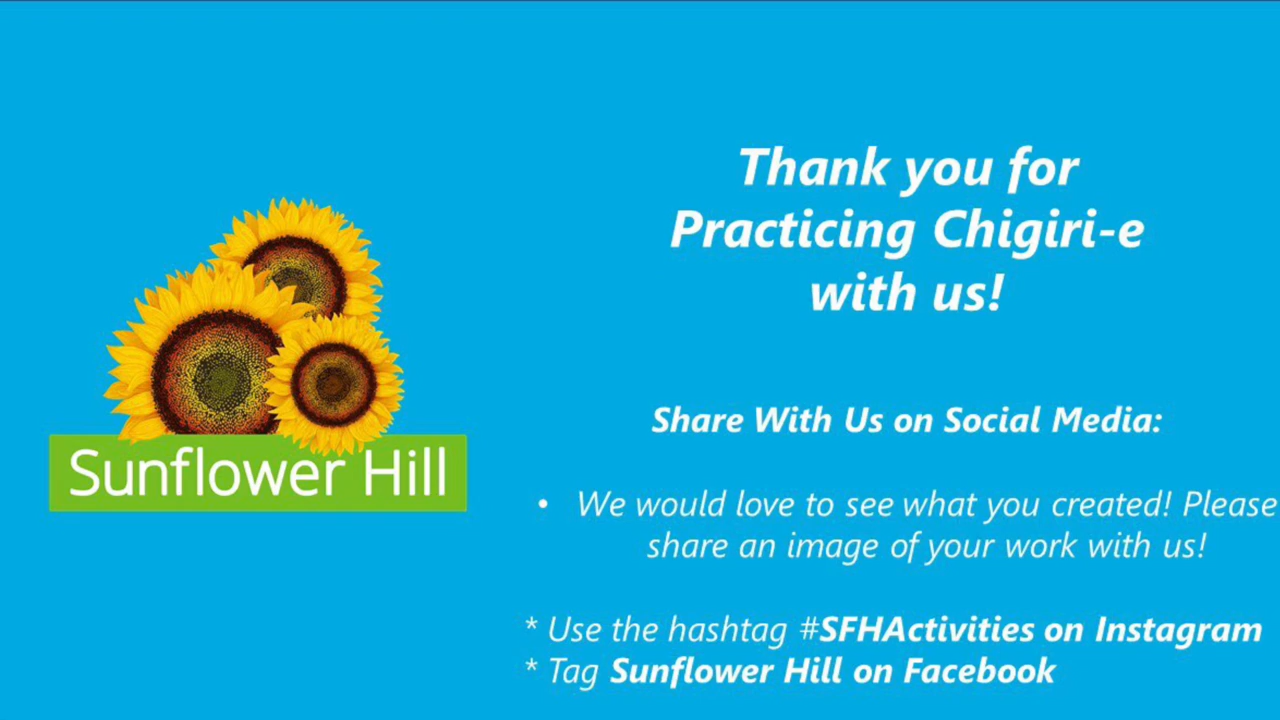 Thank you for
Practicing Chigiri-e
with us!
Sunflower Hill
Share With Us on Social Media:
• We would love to see what you created! Please
share an image of your work with us!
* Use the hashtag #SFHActivities on Instagram
* Tag Sunflower Hill on Facebook